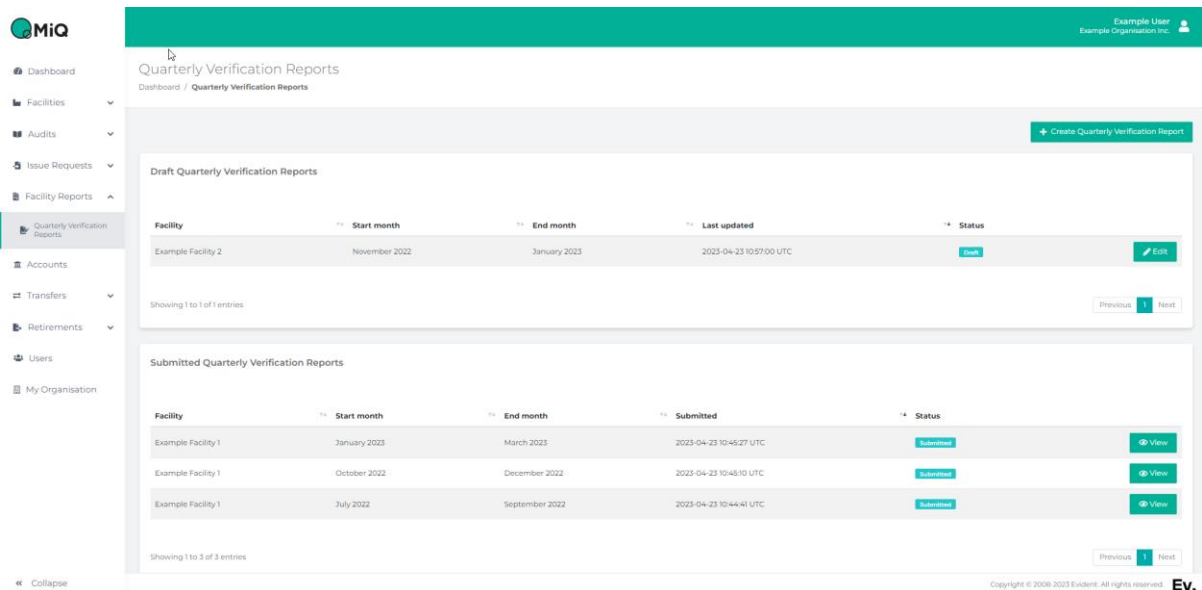 MiQ
Example User
Example Organisation Inc.
Dashboard
Facilities
Audits
Issue Requests
Facility Reports
Quarterly Verification
Reports
Accounts
Transfers
Retirements
Users
My Organisation
Collapse
Quarterly Verification Reports
Dashboard / Quarterly Verification Reports
+ Create Quarterly Verification Report
Draft Quarterly Verification Reports
Facility Start month End month Last updated Status
Example Facility 2 November 2022 January 2023 2023-04-23 10:57:00 UTC Draft Edit
Showing 1 to 1 of 1 entries Previous 1 Next
Submitted Quarterly Verification Reports
Facility Start month End month Submitted Status
Example Facility 1 January 2023 March 2023 2023-04-23 10:45:27 UTC Submitted View
Example Facility 1 October 2022 December 2022 2023-04-23 10:45:10 UTC Submitted View
Example Facility 1 July 2022 September 2022 2023-04-23 10:44:41 UTC Submitted View
Showing 1 to 3 of 3 entries Previous 1 Next
Copyright © 2008-2023 Evident. All rights reserved. Ev.